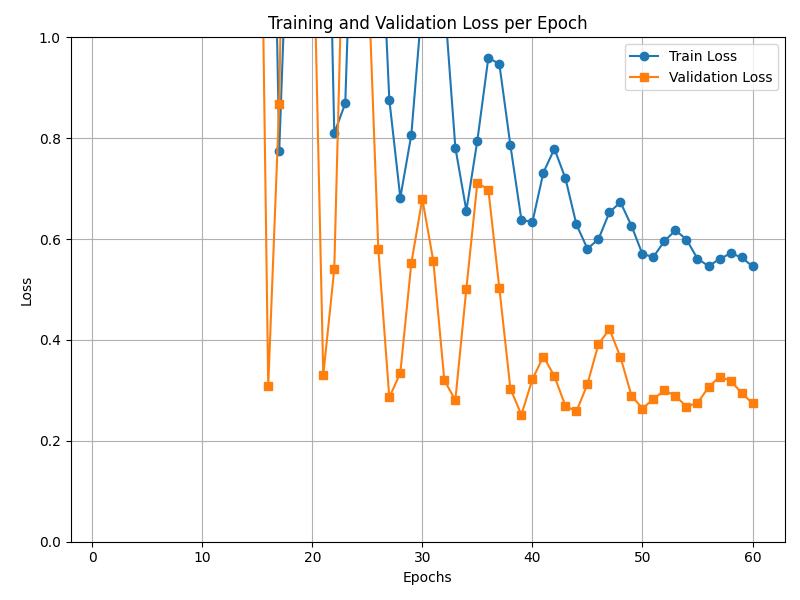 Training and Validation Loss per Epoch
1.0
0.8
0.6
0.4
0.2
0.0
Loss
Train Loss
Validation Loss
0 10 20 30 40 50 60
Epochs